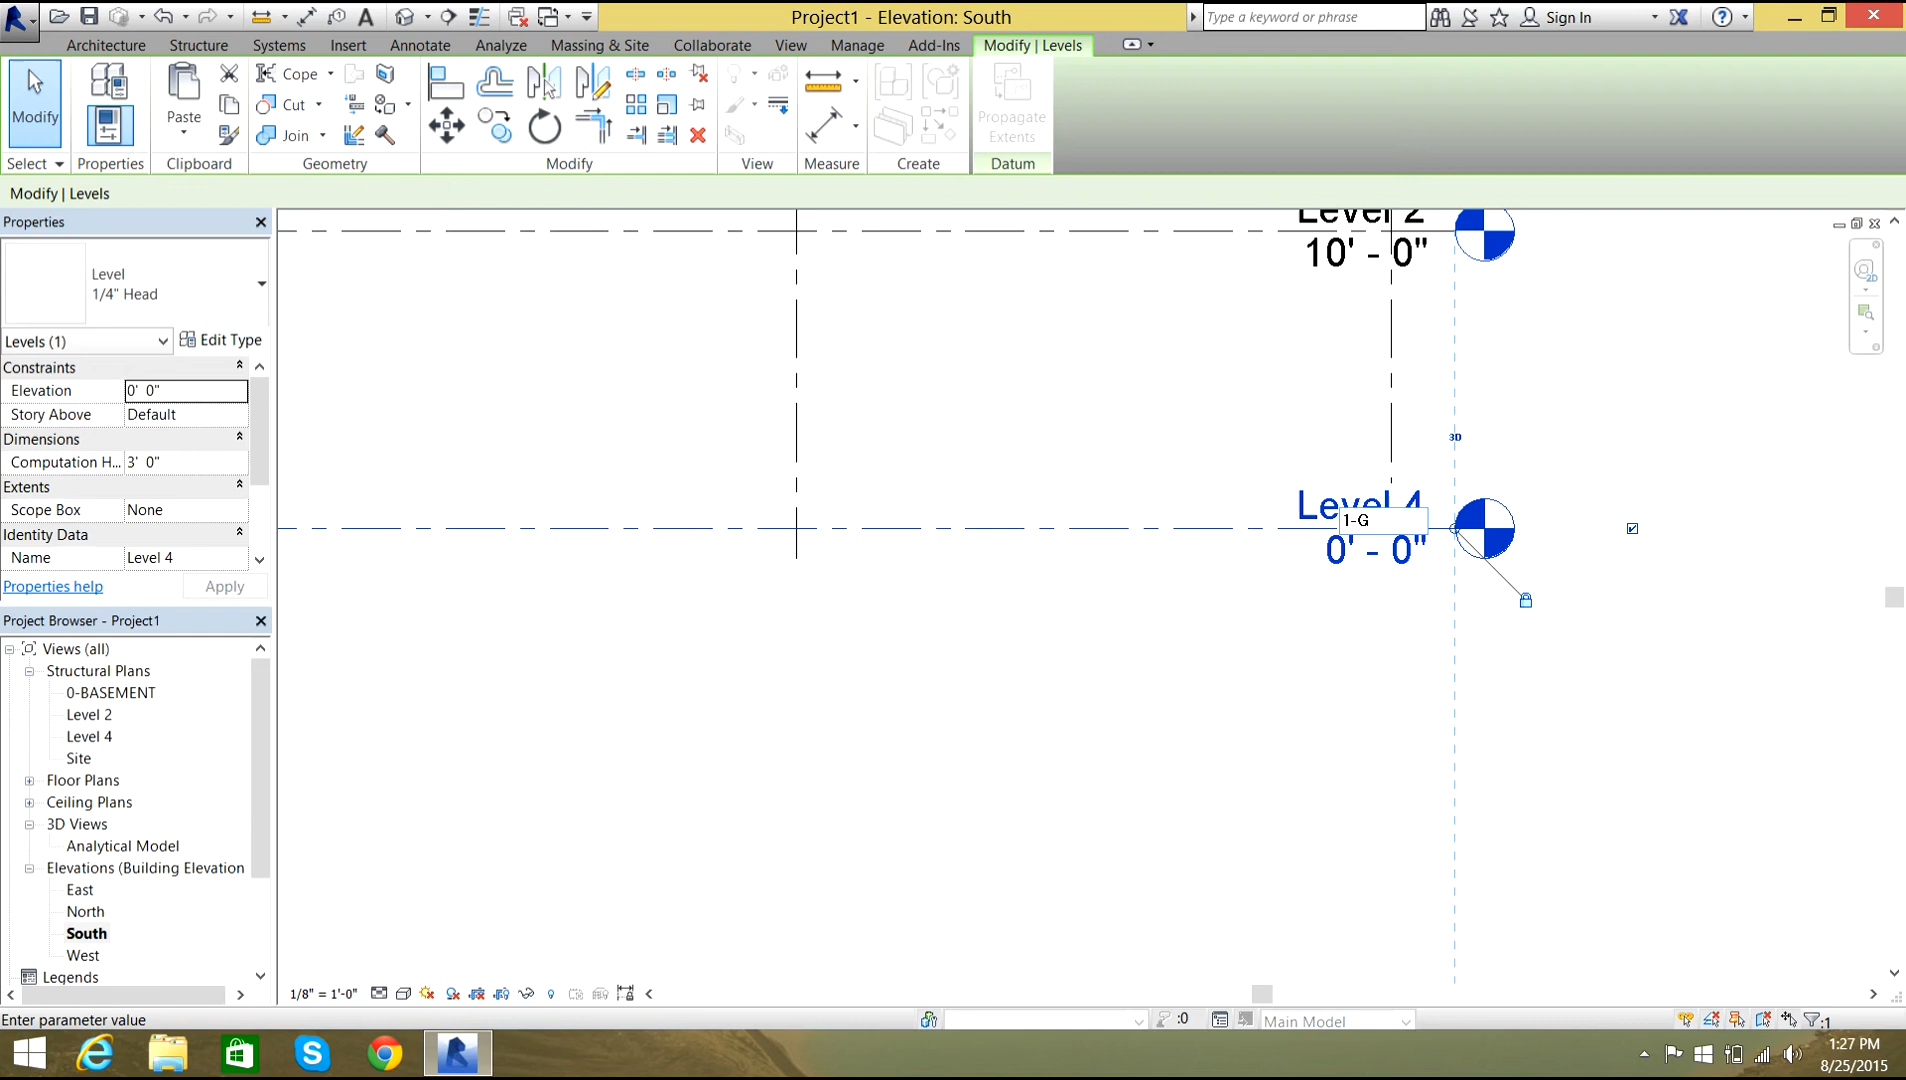 Project1 - Elevation: South
Type a keyword or phrase
Sign In
Architecture
Structure
Systems
Insert
Annotate
Analyze
Massing & Site
Collaborate
View
Manage
Add-Ins
Modify | Levels
Modify
Cope
Cut
Join
Paste
Propagate
Extents
Select
Properties
Clipboard
Geometry
Modify
View
Measure
Create
Datum
Modify | Levels
Properties
Level
1/4" Head
Levels (1)
Edit Type
Constraints
Elevation 0' 0"
Story Above Default
Dimensions
Computation H... 3' 0"
Extents
Scope Box None
Identity Data
Name Level 4
Properties help
Apply
Project Browser - Project1
Views (all)
Structural Plans
0-BASEMENT
Level 2
Level 4
Site
Floor Plans
Ceiling Plans
3D Views
Analytical Model
Elevations (Building Elevation
East
North
South
West
Legends
Level 2
10' - 0"
3D
2D
Level 4
1-G
0' - 0"
1/8" = 1'-0"
Enter parameter value
:0
Main Model
:1
1:27 PM
8/25/2015